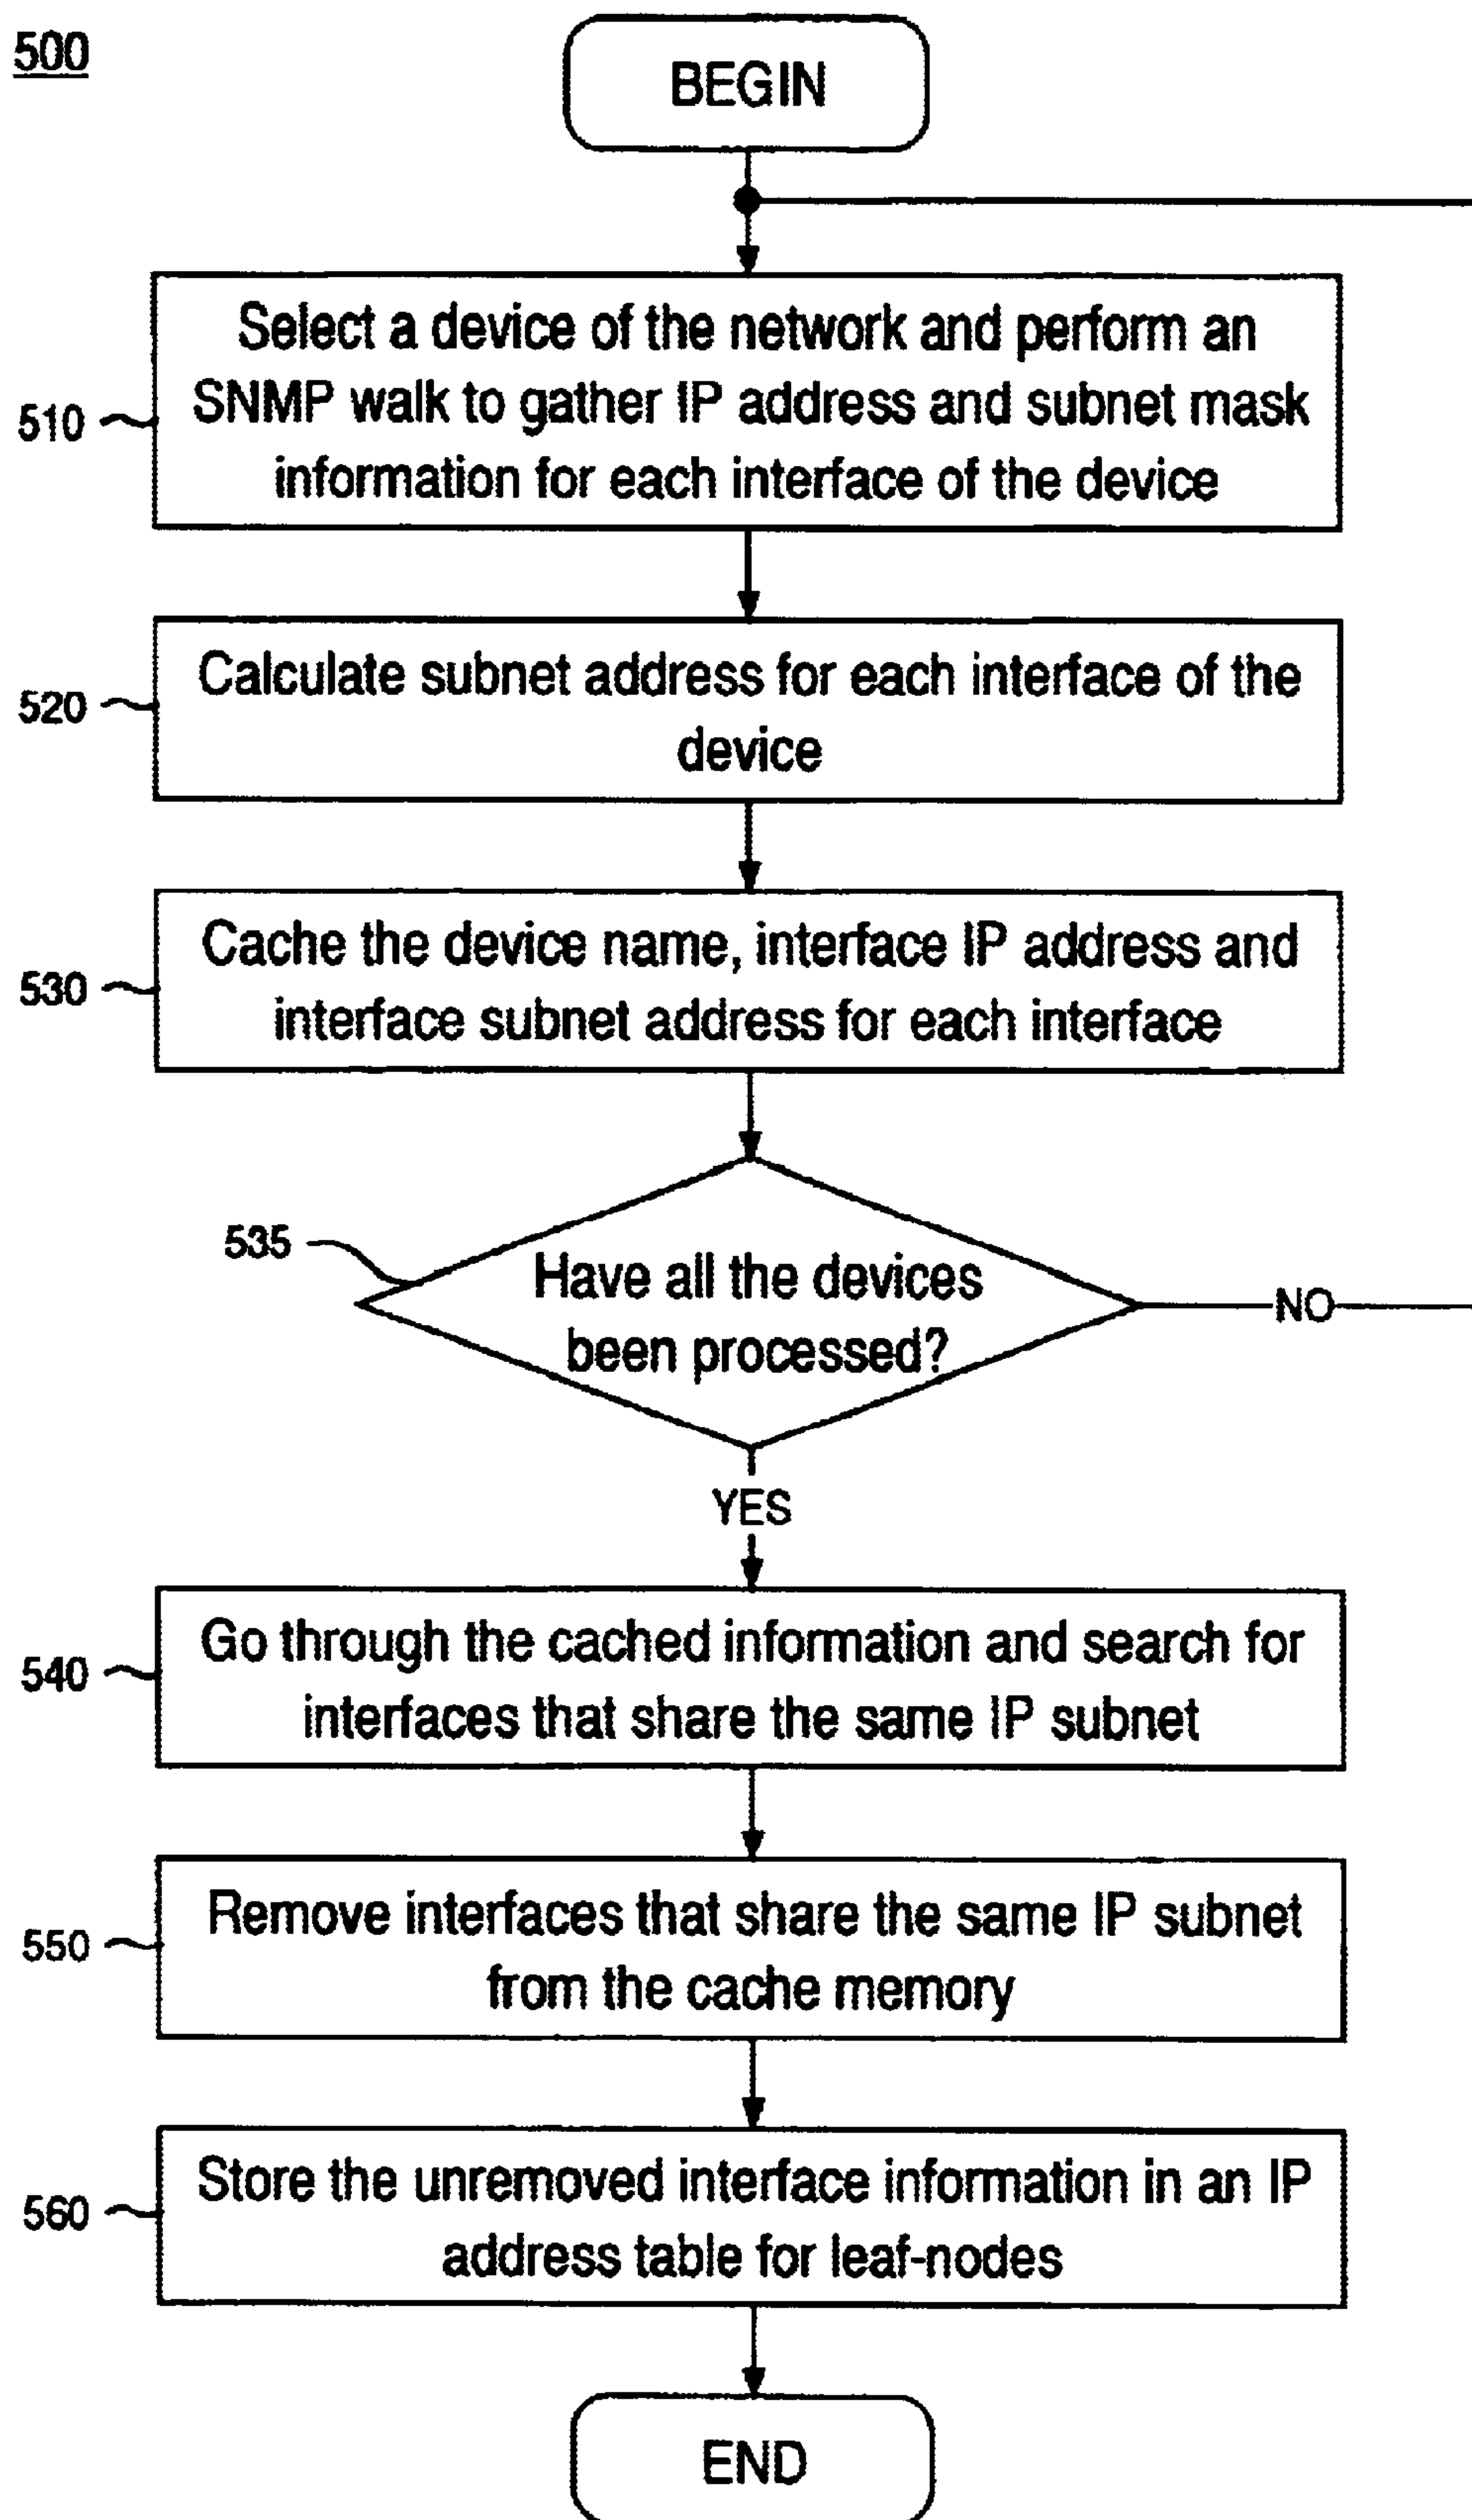 500
BEGIN
510
Select a device of the network and perform an
SNMP walk to gather IP address and subnet mask
information for each interface of the device
520
Calculate subnet address for each interface of the
device
530
Cache the device name, interface IP address and
interface subnet address for each interface
535
Have all the devices
been processed?
NO
YES
540
Go through the cached information and search for
interfaces that share the same IP subnet
550
Remove interfaces that share the same IP subnet
from the cache memory
560
Store the unremoved interface information in an IP
address table for leaf-nodes
END